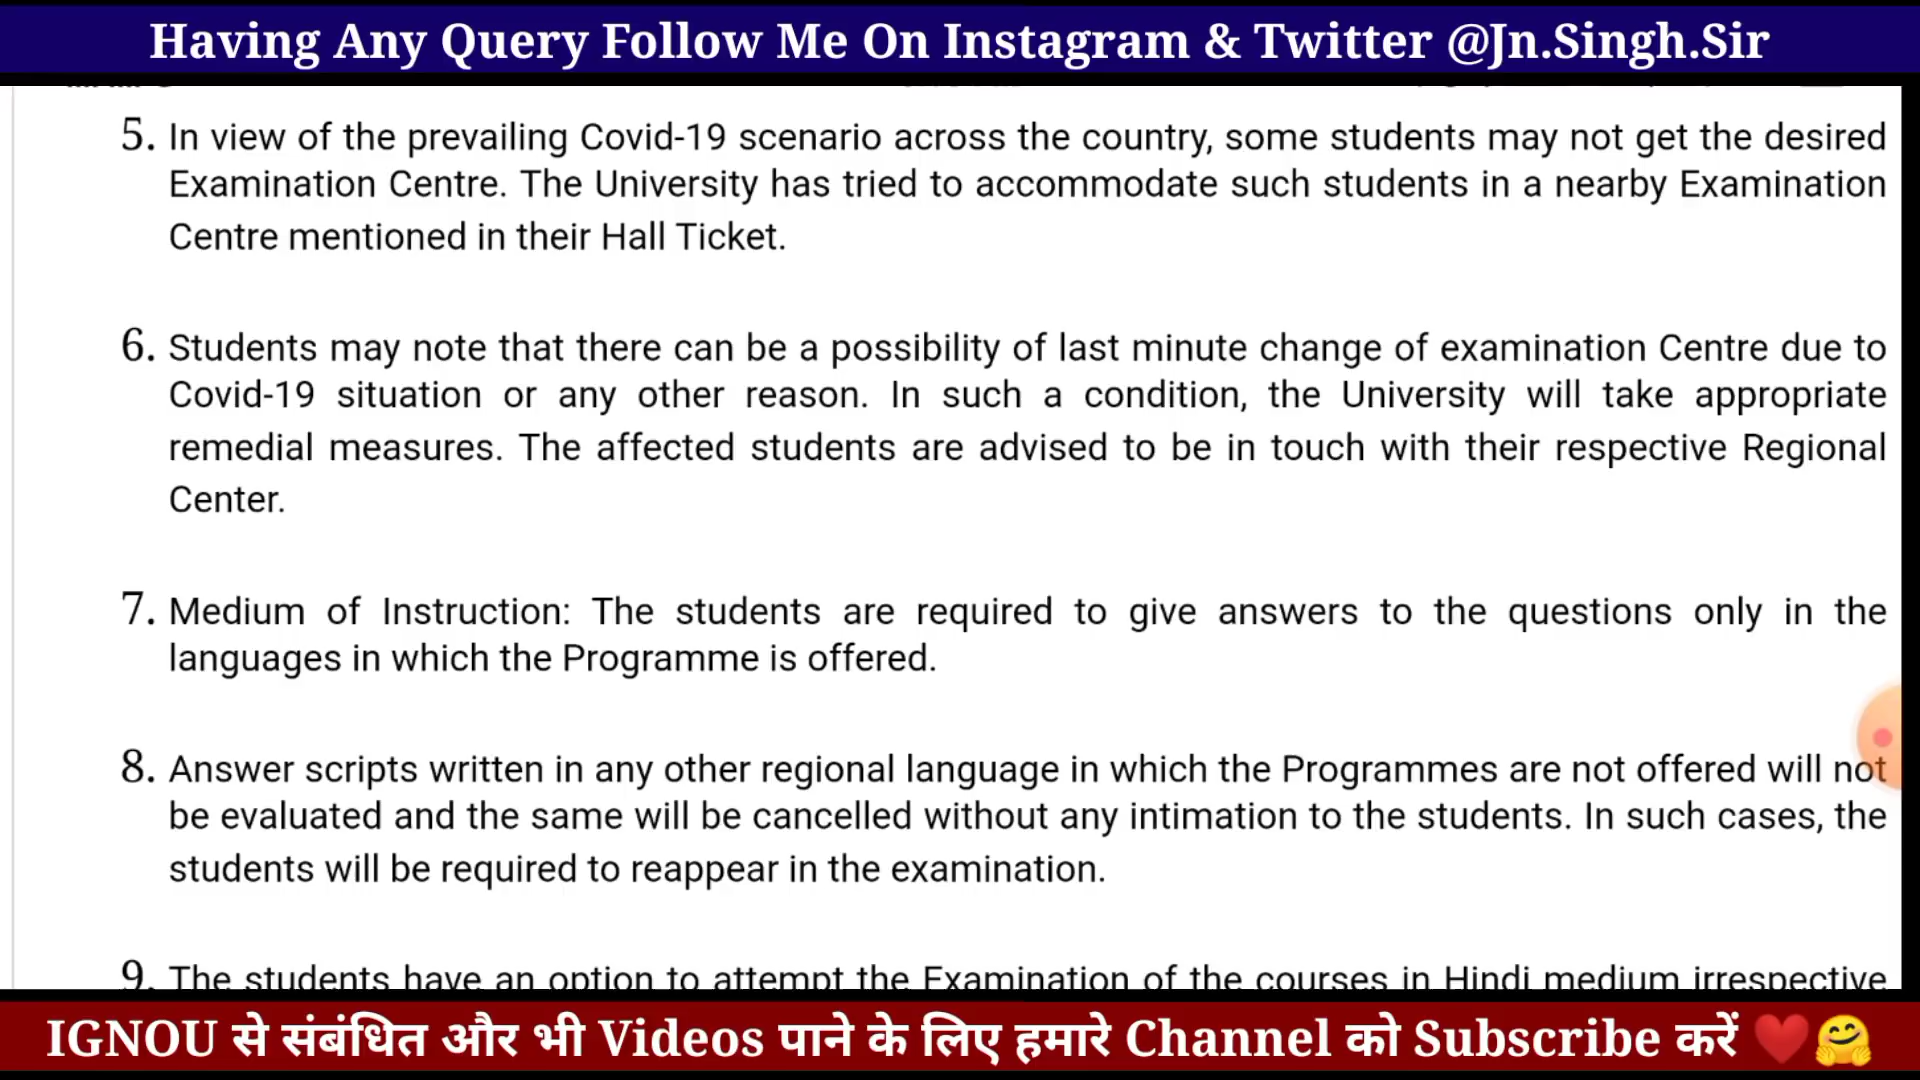 Having Any Query Follow Me On Instagram & Twitter @Jn.Singh.Sir
5. In view of the prevailing Covid-19 scenario across the country, some students may not get the desired
Examination Centre. The University has tried to accommodate such students in a nearby Examination
Centre mentioned in their Hall Ticket.
6. Students may note that there can be a possibility of last minute change of examination Centre due to
Covid-19 situation or any other reason. In such a condition, the University will take appropriate
remedial measures. The affected students are advised to be in touch with their respective Regional
Center.
7. Medium of Instruction: The students are required to give answers to the questions only in the
languages in which the Programme is offered.
8. Answer scripts written in any other regional language in which the Programmes are not offered will not
be evaluated and the same will be cancelled without any intimation to the students. In such cases, the
students will be required to reappear in the examination.
9. The students have an option to attempt the Examination of the courses in Hindi medium irrespective
IGNOU से संबंधित और भी Videos पाने के लिए हमारे Channel को Subscribe करें ❤️🤗